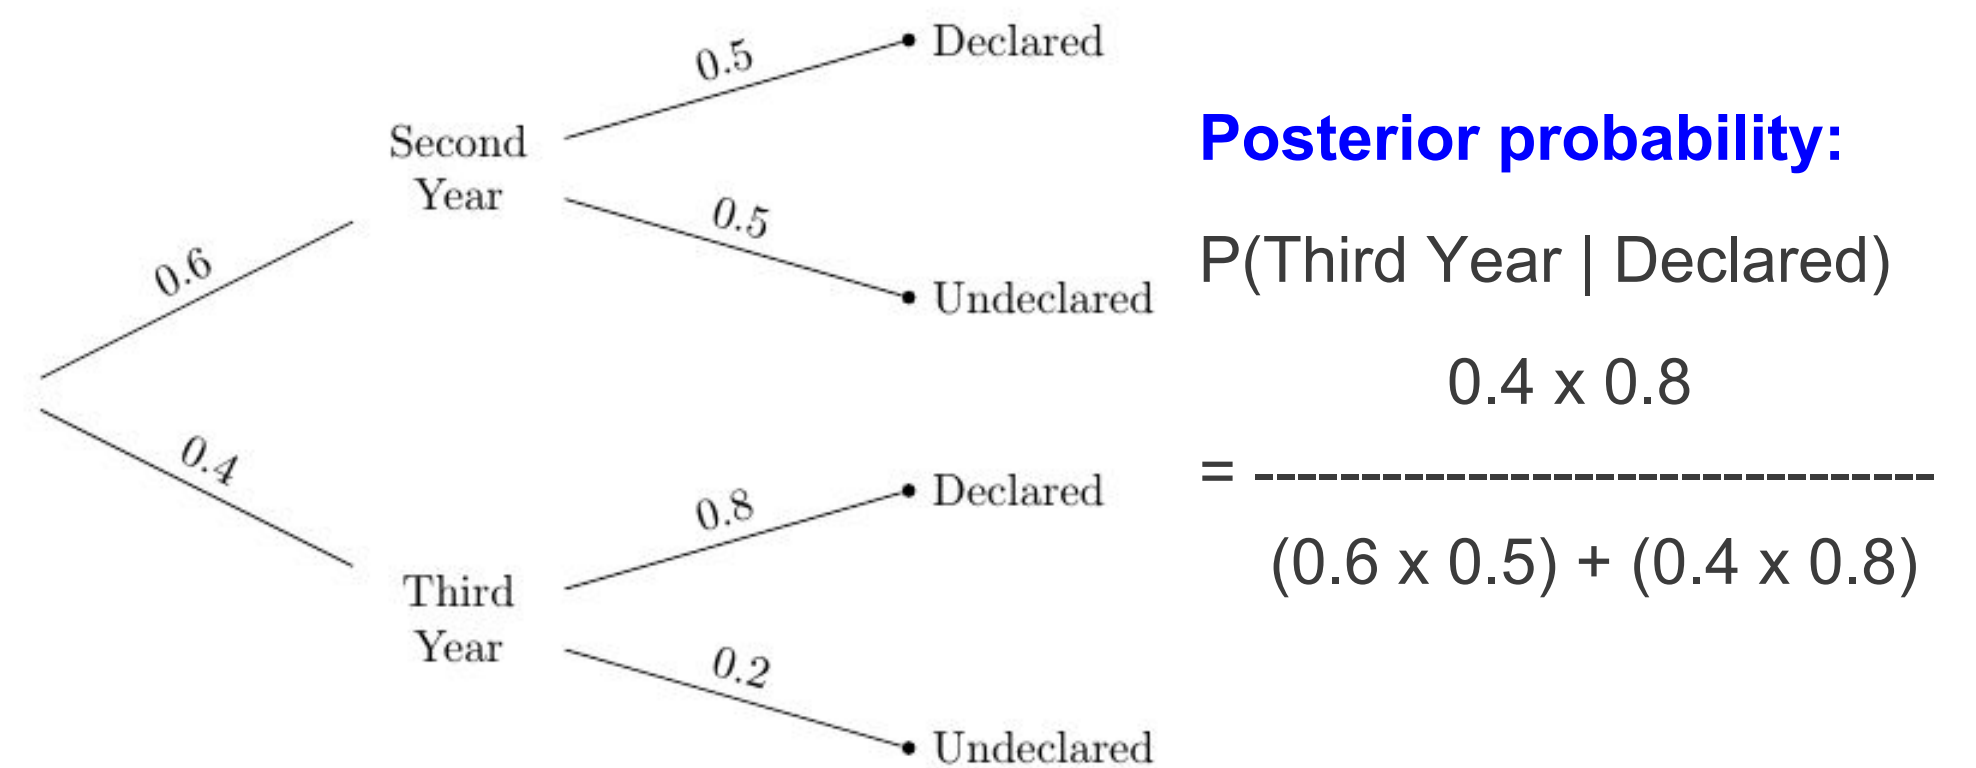 0.5
Declared
Second
Year
0.5
Undeclared
0.6
0.4
0.8
Declared
Third
Year
0.2
Undeclared
Posterior probability:
P(Third Year | Declared)
0.4 x 0.8
= --------------------------------
(0.6 x 0.5) + (0.4 x 0.8)